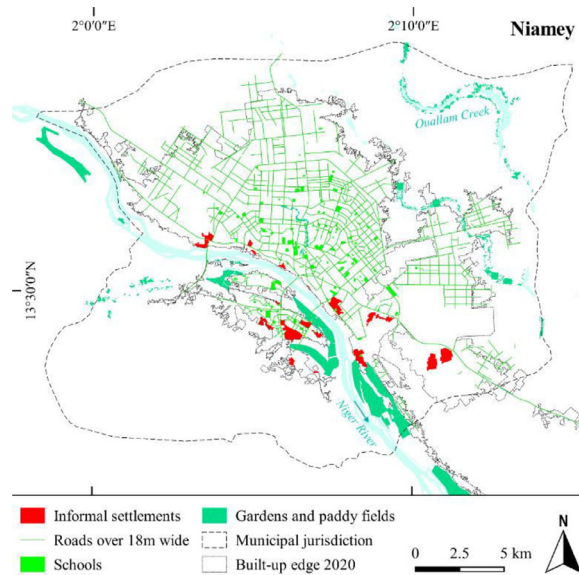 2°0'0"E
2°10'0"E
Niamey
Ouallam Creek
13°30'0"N
Niger River
Informal settlements
Gardens and paddy fields
Roads over 18m wide
Municipal jurisdiction
Schools
Built-up edge 2020
0 2.5 5 km
N